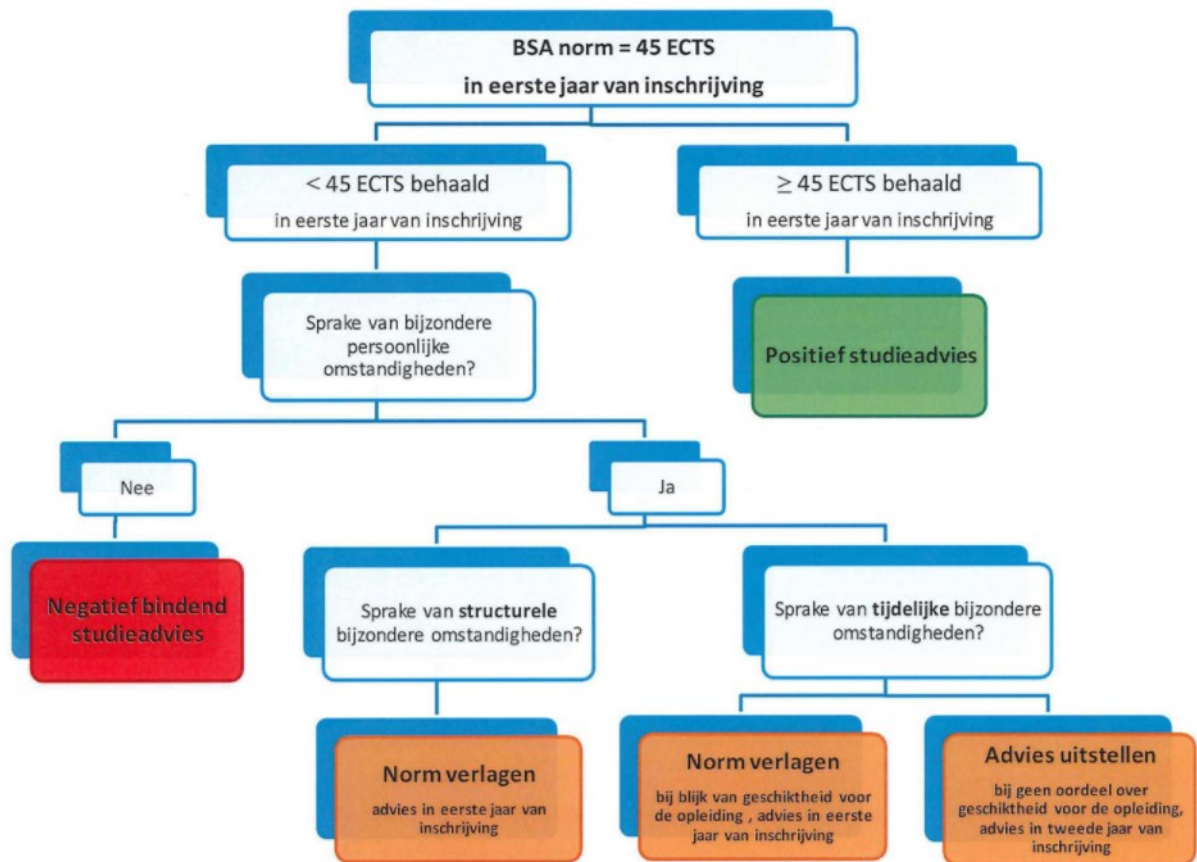 BSA norm = 45 ECTS
in eerste jaar van inschrijving
< 45 ECTS behaald
in eerste jaar van inschrijving
≥ 45 ECTS behaald
in eerste jaar van inschrijving
Sprake van bijzondere
persoonlijke
omstandigheden?
Positief studieadvies
Nee
Ja
Negatief bindend
studieadvies
Sprake van structurele
bijzondere omstandigheden?
Sprake van tijdelijke bijzondere
omstandigheden?
Norm verlagen
advies in eerste jaar van
inschrijving
Norm verlagen
bij blijk van geschiktheid voor
de opleiding , advies in eerste
jaar van inschrijving
Advies uitstellen
bij geen oordeel over
geschiktheid voor de opleiding,
advies in tweede jaar van
inschrijving